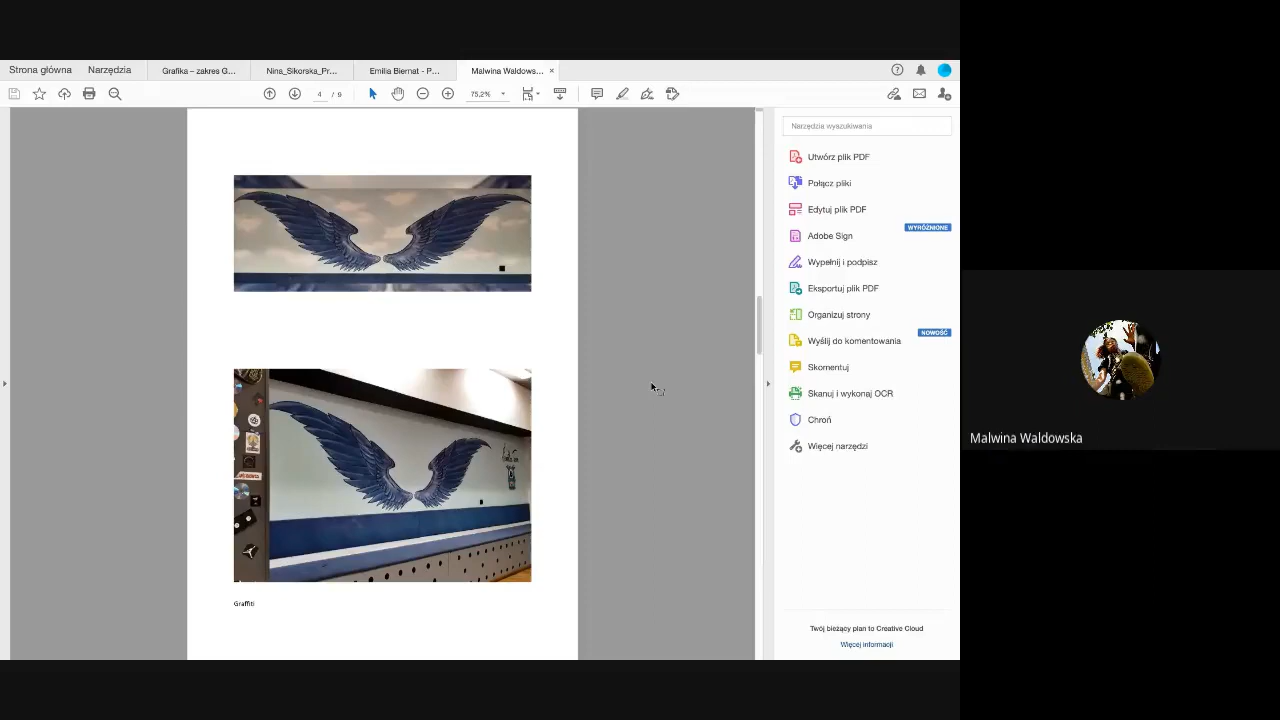 Strona główna Narzędzia Grafika – zakres G... Nina_Sikorska_Pr... Emilia Biernat - P... Malwina Waldows... ×
4 / 9 75,2%
Narzędzia wyszukiwania
Utwórz plik PDF
Połącz pliki
Edytuj plik PDF
WYRÓŻNIONE
Adobe Sign
Wypełnij i podpisz
Eksportuj plik PDF
Organizuj strony
NOWOŚĆ
Wyślij do komentowania
Skomentuj
Skanuj i wykonaj OCR
Chroń
Więcej narzędzi
Graffiti
Twój bieżący plan to Creative Cloud
Więcej informacji
Malwina Waldowska